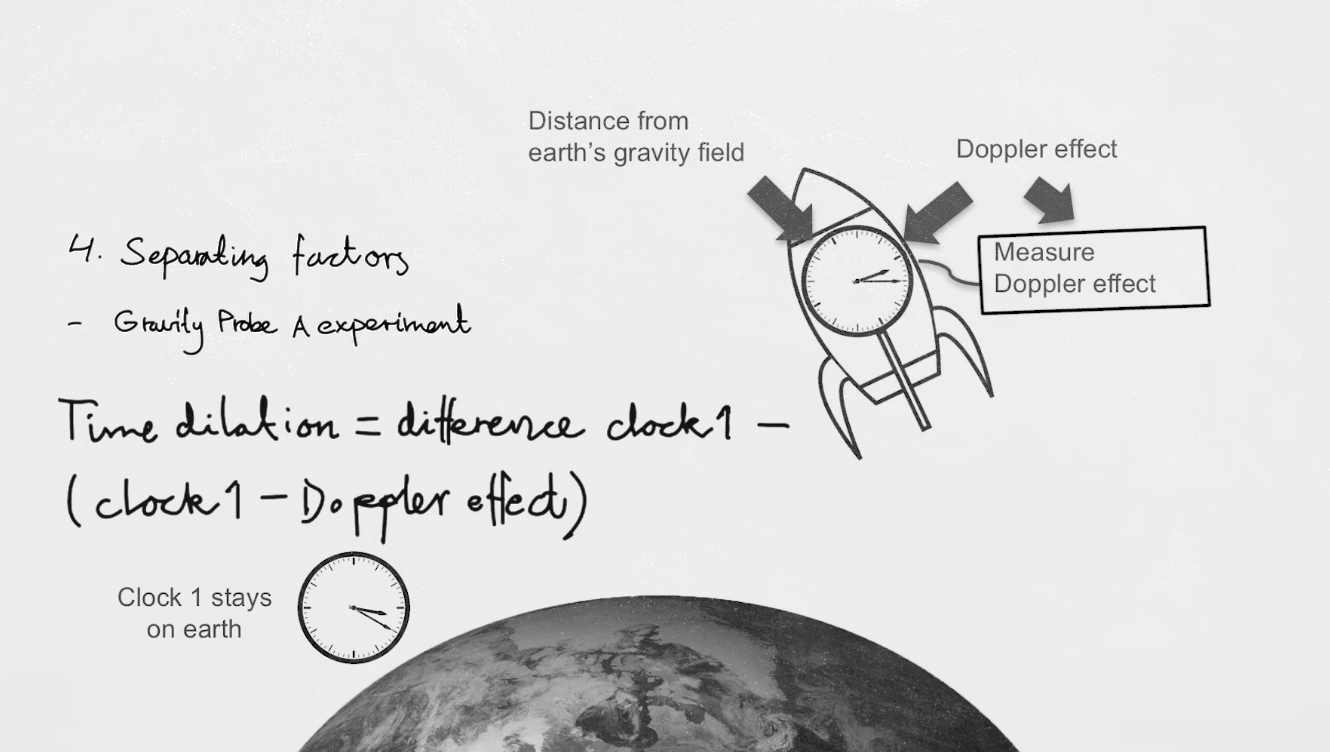 Distance from
earth's gravity field
Doppler effect
Measure
Doppler effect
4. Separating factors
- Gravity Probe A experiment
Time dilation = difference clock 1 -
(clock 1 - Doppler effect)
Clock 1 stays
on earth